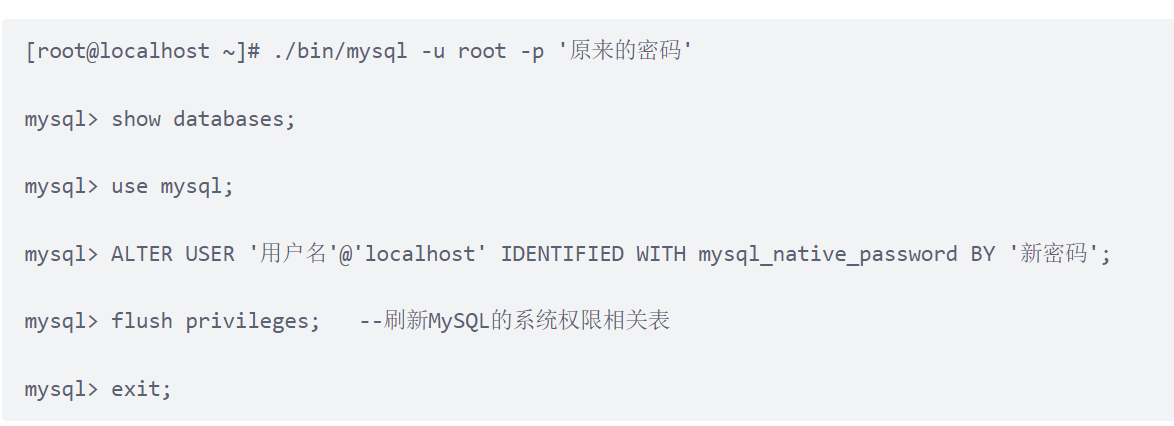 [root@localhost ~]# ./bin/mysql -u root -p '原来的密码'
mysql> show databases;
mysql> use mysql;
mysql> ALTER USER '用户名'@'localhost' IDENTIFIED WITH mysql_native_password BY '新密码';
mysql> flush privileges;   --刷新MySQL的系统权限相关表
mysql> exit;